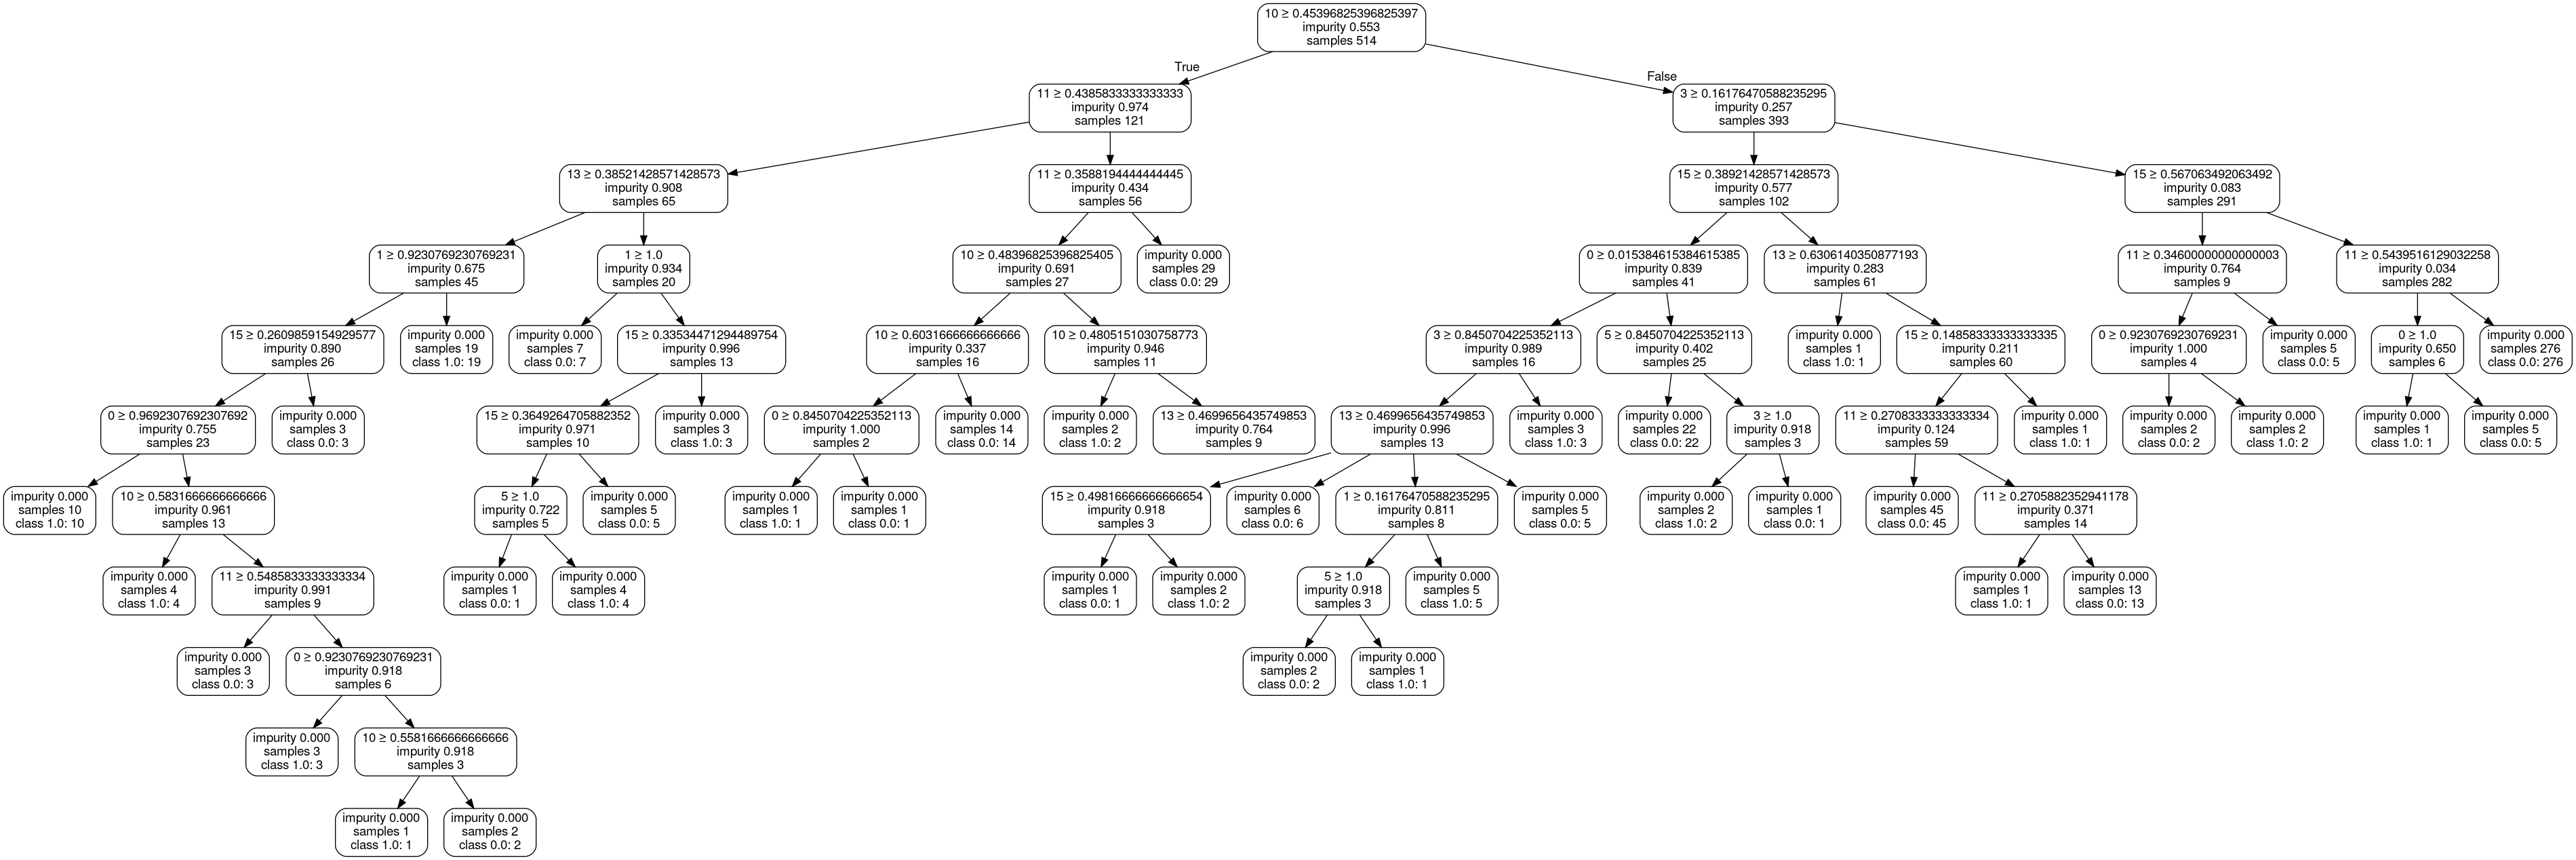 10 ≥ 0.45396825396825397
impurity 0.553
samples 514
True
False
11 ≥ 0.4385833333333333
impurity 0.974
samples 121
3 ≥ 0.16176470588235295
impurity 0.257
samples 393
13 ≥ 0.38521428571428573
impurity 0.908
samples 65
11 ≥ 0.3588194444444445
impurity 0.434
samples 56
15 ≥ 0.38921428571428573
impurity 0.577
samples 102
15 ≥ 0.567063492063492
impurity 0.083
samples 291
1 ≥ 0.9230769230769231
impurity 0.675
samples 45
1 ≥ 1.0
impurity 0.934
samples 20
10 ≥ 0.48396825396825405
impurity 0.691
samples 27
impurity 0.000
samples 29
class 0.0: 29
0 ≥ 0.015384615384615385
impurity 0.839
samples 41
13 ≥ 0.6306140350877193
impurity 0.283
samples 61
11 ≥ 0.34600000000000003
impurity 0.764
samples 9
11 ≥ 0.5439516129032258
impurity 0.034
samples 282
15 ≥ 0.2609859154929577
impurity 0.890
samples 26
impurity 0.000
samples 19
class 1.0: 19
impurity 0.000
samples 7
class 0.0: 7
15 ≥ 0.33534471294489754
impurity 0.996
samples 13
10 ≥ 0.6031666666666666
impurity 0.337
samples 16
10 ≥ 0.4805151030758773
impurity 0.946
samples 11
3 ≥ 0.8450704225352113
impurity 0.989
samples 16
5 ≥ 0.8450704225352113
impurity 0.402
samples 25
impurity 0.000
samples 1
class 1.0: 1
15 ≥ 0.14858333333333335
impurity 0.211
samples 60
0 ≥ 0.9230769230769231
impurity 1.000
samples 4
impurity 0.000
samples 5
class 0.0: 5
0 ≥ 1.0
impurity 0.650
samples 6
impurity 0.000
samples 276
class 0.0: 276
0 ≥ 0.9692307692307692
impurity 0.755
samples 23
impurity 0.000
samples 3
class 0.0: 3
15 ≥ 0.3649264705882352
impurity 0.971
samples 10
impurity 0.000
samples 3
class 1.0: 3
0 ≥ 0.8450704225352113
impurity 1.000
samples 2
impurity 0.000
samples 14
class 0.0: 14
impurity 0.000
samples 2
class 1.0: 2
13 ≥ 0.4699656435749853
impurity 0.764
samples 9
13 ≥ 0.4699656435749853
impurity 0.996
samples 13
impurity 0.000
samples 3
class 1.0: 3
impurity 0.000
samples 22
class 0.0: 22
3 ≥ 1.0
impurity 0.918
samples 3
11 ≥ 0.2708333333333334
impurity 0.124
samples 59
impurity 0.000
samples 1
class 1.0: 1
impurity 0.000
samples 2
class 0.0: 2
impurity 0.000
samples 2
class 1.0: 2
impurity 0.000
samples 1
class 1.0: 1
impurity 0.000
samples 5
class 0.0: 5
impurity 0.000
samples 10
class 1.0: 10
10 ≥ 0.5831666666666666
impurity 0.961
samples 13
5 ≥ 1.0
impurity 0.722
samples 5
impurity 0.000
samples 5
class 0.0: 5
impurity 0.000
samples 1
class 1.0: 1
impurity 0.000
samples 1
class 0.0: 1
15 ≥ 0.49816666666666654
impurity 0.918
samples 3
impurity 0.000
samples 6
class 0.0: 6
1 ≥ 0.16176470588235295
impurity 0.811
samples 8
impurity 0.000
samples 5
class 0.0: 5
impurity 0.000
samples 2
class 1.0: 2
impurity 0.000
samples 1
class 0.0: 1
impurity 0.000
samples 45
class 0.0: 45
11 ≥ 0.2705882352941178
impurity 0.371
samples 14
impurity 0.000
samples 4
class 1.0: 4
11 ≥ 0.5485833333333334
impurity 0.991
samples 9
impurity 0.000
samples 1
class 0.0: 1
impurity 0.000
samples 4
class 1.0: 4
impurity 0.000
samples 1
class 0.0: 1
impurity 0.000
samples 2
class 1.0: 2
5 ≥ 1.0
impurity 0.918
samples 3
impurity 0.000
samples 5
class 1.0: 5
impurity 0.000
samples 1
class 1.0: 1
impurity 0.000
samples 13
class 0.0: 13
impurity 0.000
samples 3
class 0.0: 3
0 ≥ 0.9230769230769231
impurity 0.918
samples 6
impurity 0.000
samples 2
class 0.0: 2
impurity 0.000
samples 1
class 1.0: 1
impurity 0.000
samples 3
class 1.0: 3
10 ≥ 0.5581666666666666
impurity 0.918
samples 3
impurity 0.000
samples 1
class 1.0: 1
impurity 0.000
samples 2
class 0.0: 2